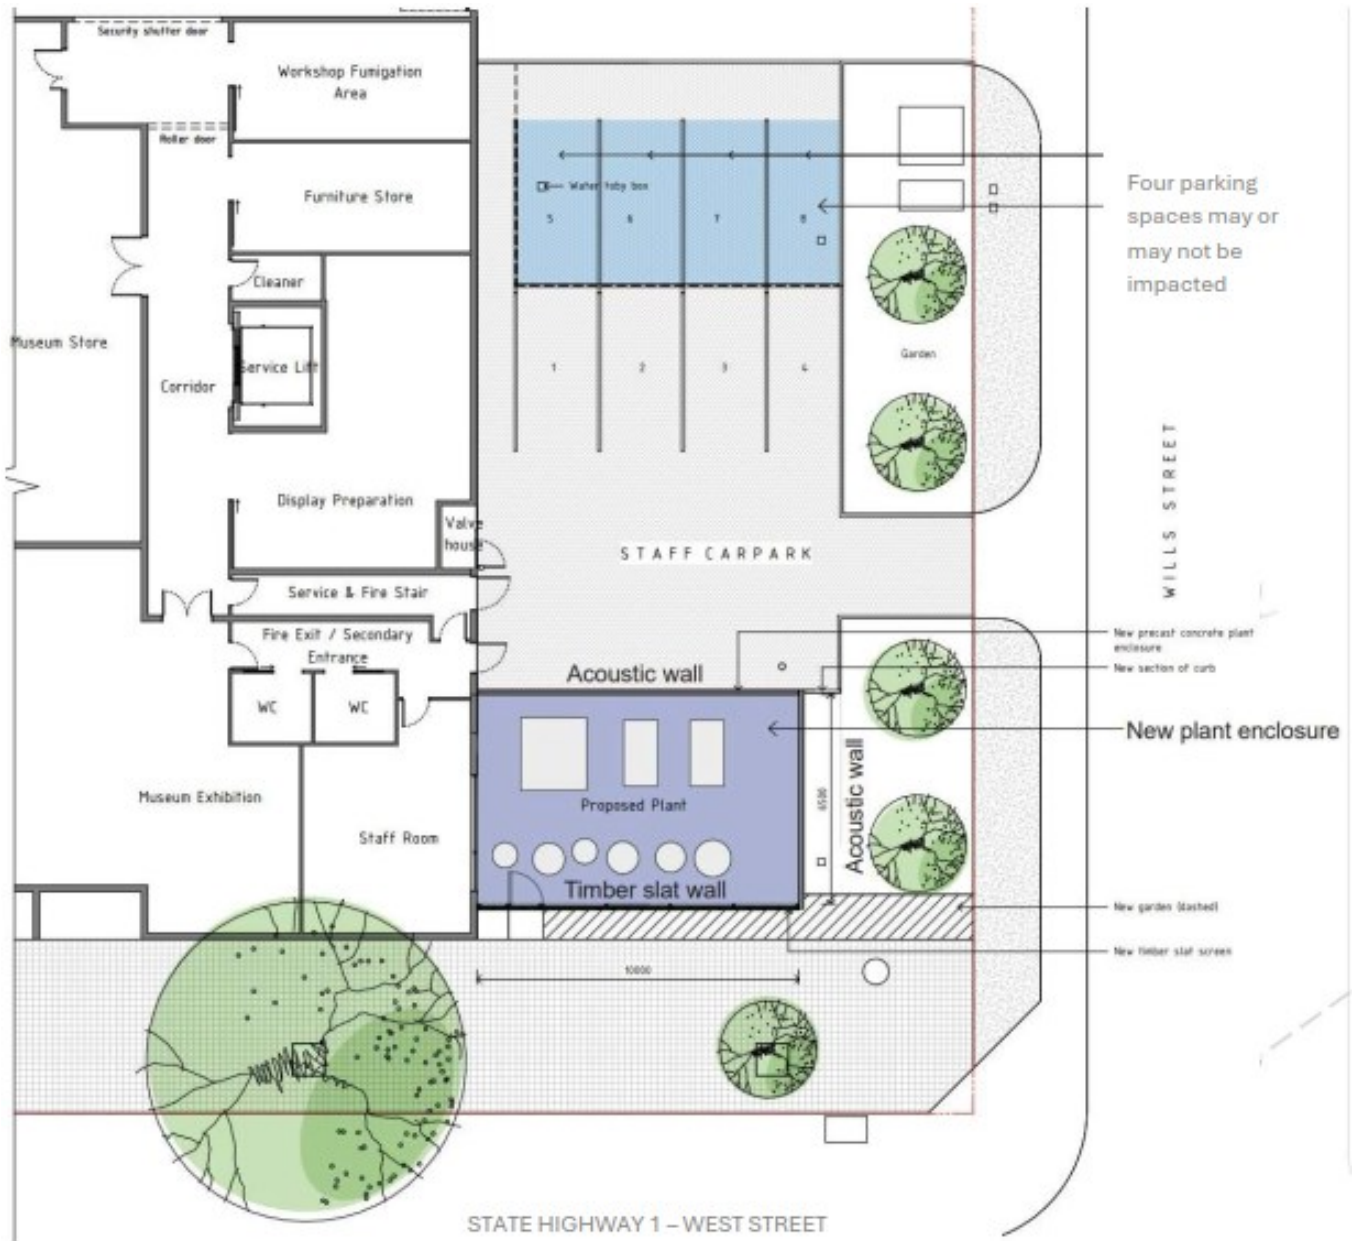 Security shutter door
Workshop Fumigation
Area
Roller door
Furniture Store
Water toby box
5
6
7
8
Four parking
spaces may or
may not be
impacted
Cleaner
Museum Store
Service Lift
Corridor
1
2
3
4
Garden
Display Preparation
Valve
house
STAFF CARPARK
WILLS STREET
Service & Fire Stair
Fire Exit / Secondary
Entrance
New precast concrete plant
enclosure
New section of curb
Acoustic wall
WC
WC
New plant enclosure
Museum Exhibition
Proposed Plant
6500
Acoustic wall
Staff Room
Timber slat wall
New garden (dashed)
New timber slat screen
10000
STATE HIGHWAY 1 – WEST STREET